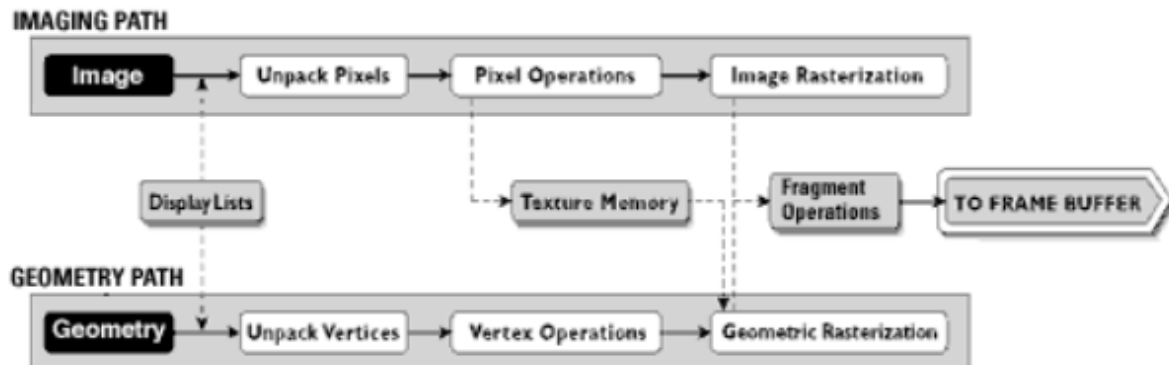 IMAGING PATH
Image
Unpack Pixels
Pixel Operations
Image Rasterization
Display Lists
Texture Memory
Fragment
Operations
TO FRAME BUFFER
GEOMETRY PATH
Geometry
Unpack Vertices
Vertex Operations
Geometric Rasterization